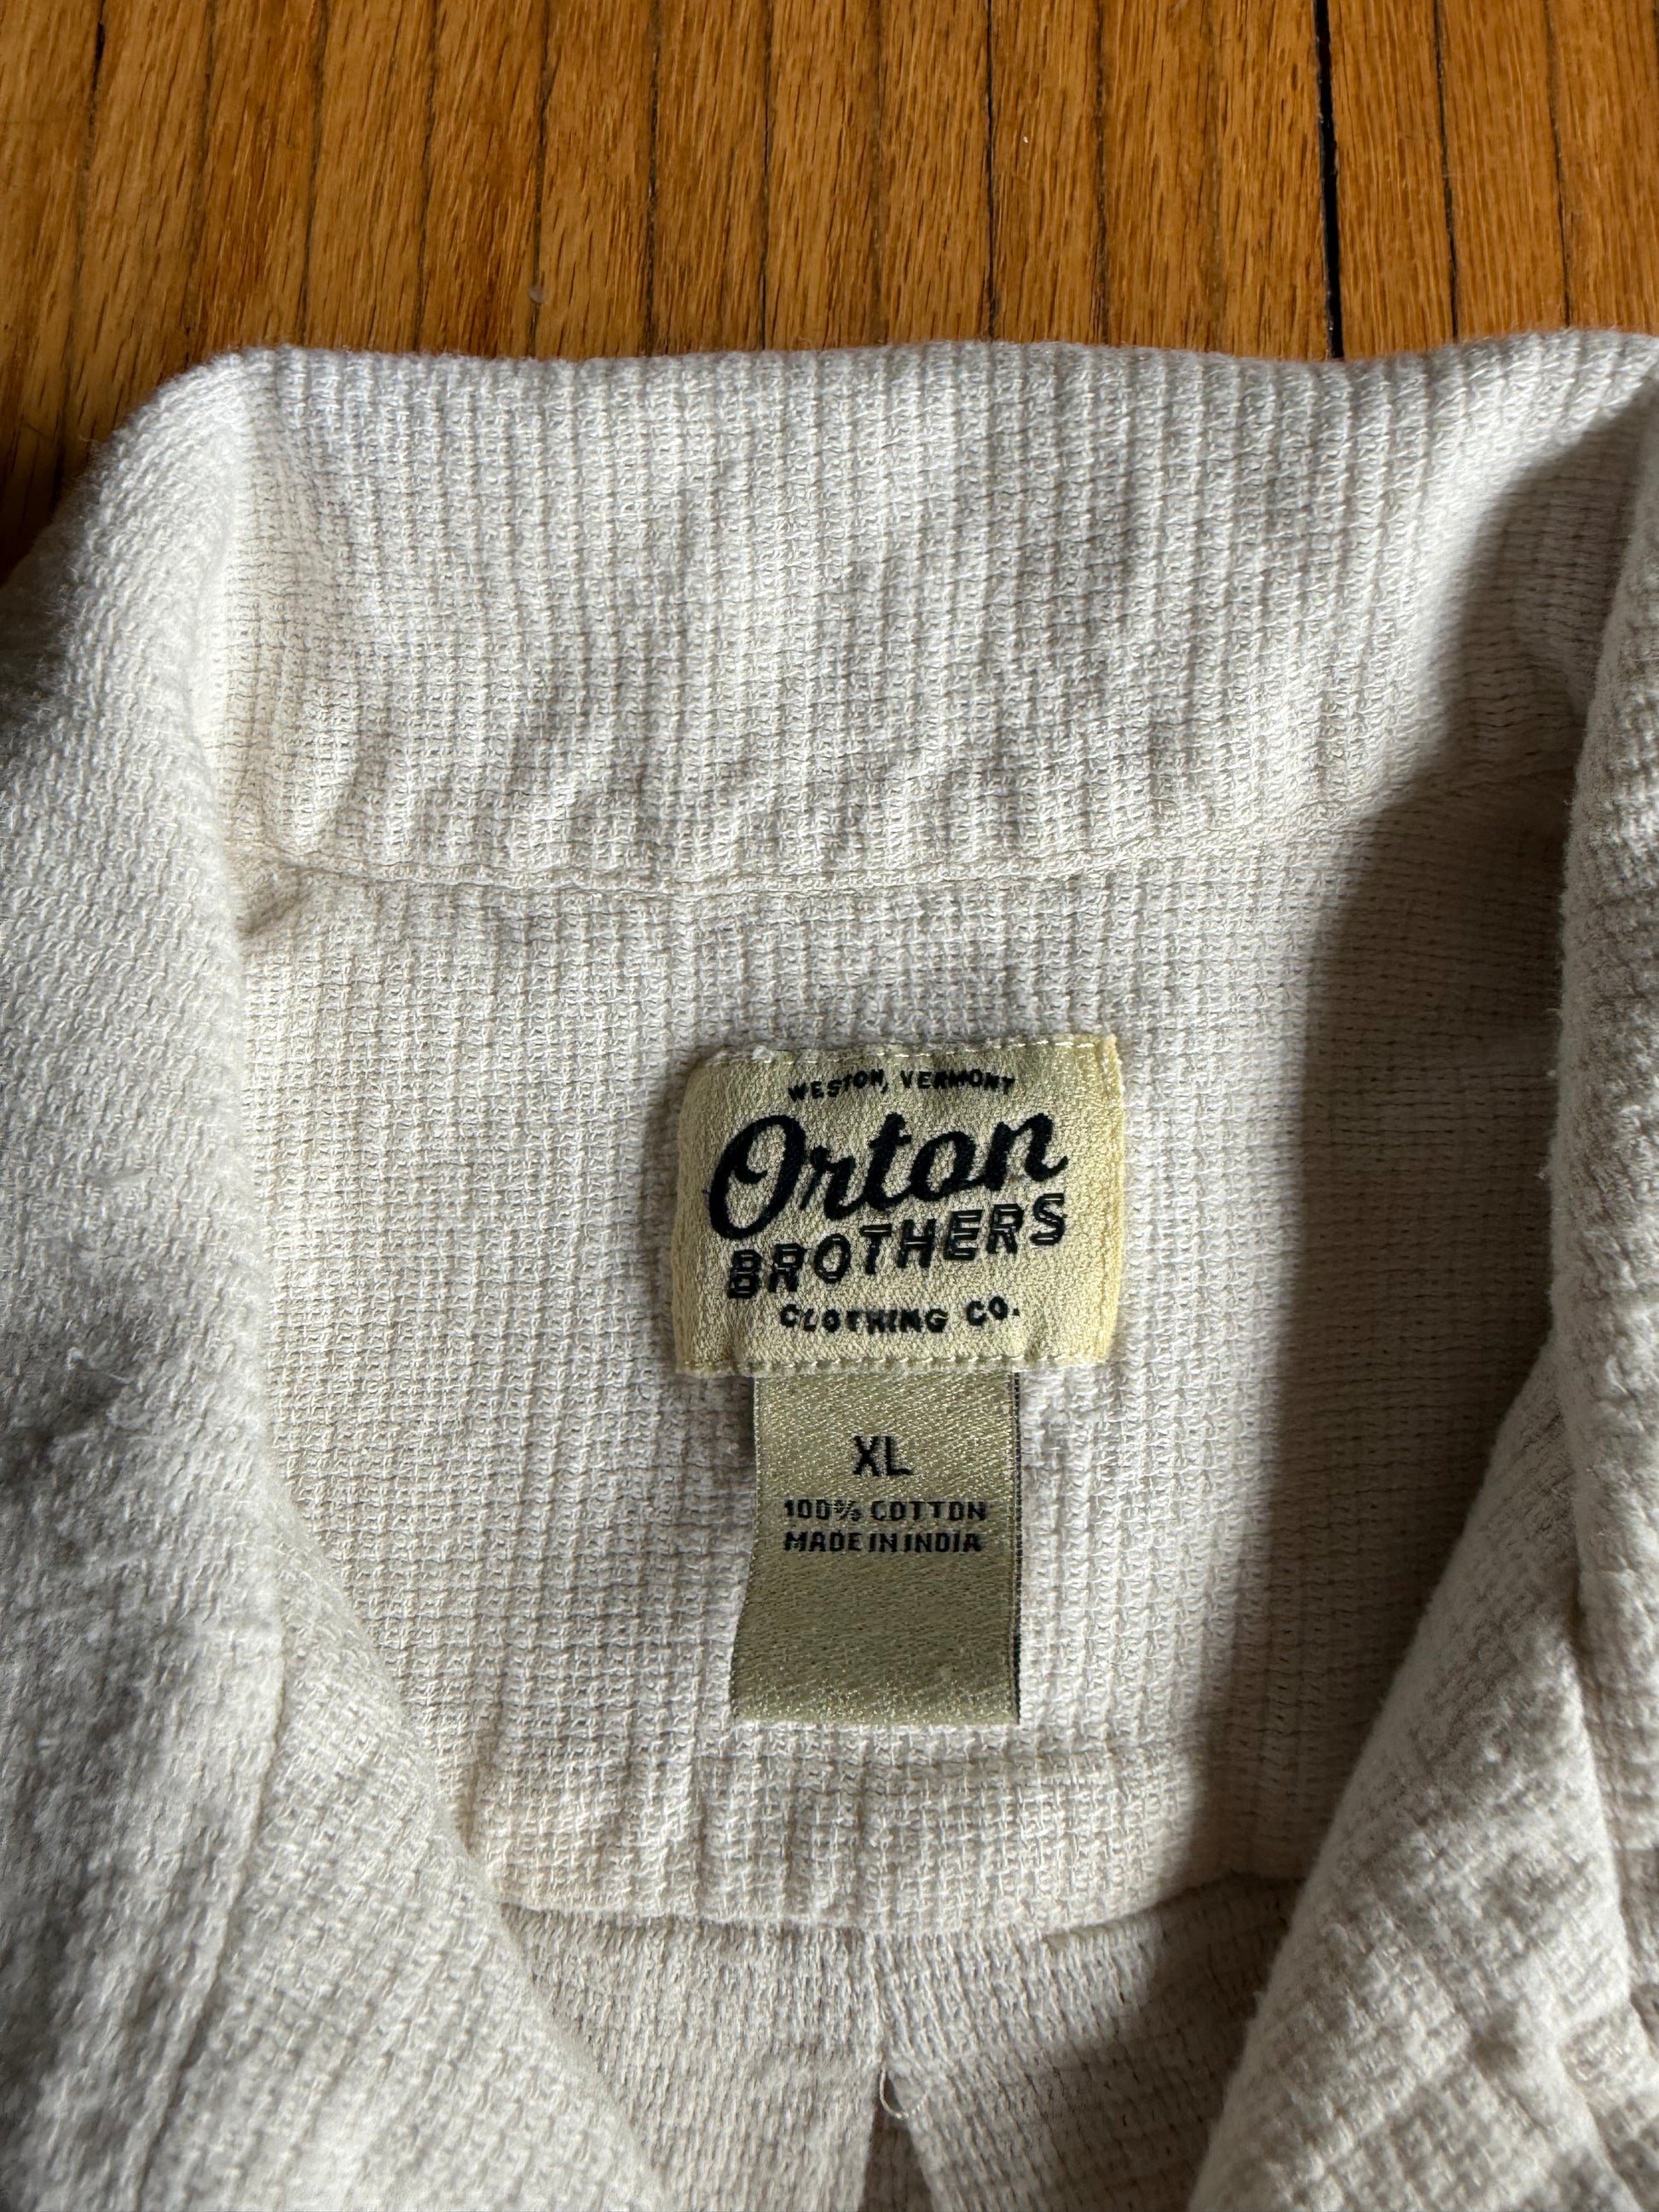 WESTON, VERMONT
Orton
BROTHERS
CLOTHING CO.
XL
100% COTTON
MADE IN INDIA